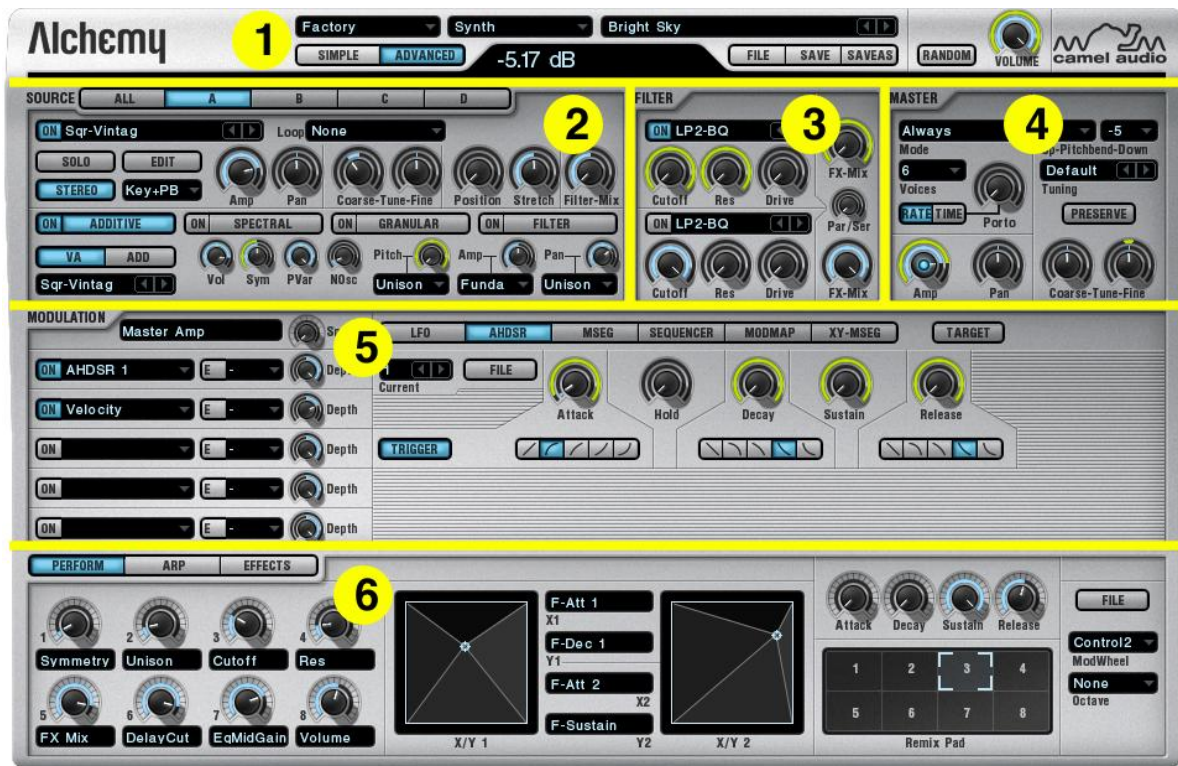 Alchemy
1
Factory Synth Bright Sky
SIMPLE ADVANCED -5.17 dB FILE SAVE SAVEAS RANDOM VOLUME camel audio
SOURCE ALL A B C D
2
ON Sqr-Vintag Loop None
SOLO EDIT
STEREO Key+PB Amp Pan Coarse-Tune-Fine Position Stretch Filter-Mix
ON ADDITIVE ON SPECTRAL ON GRANULAR ON FILTER
VA ADD Vol Sym PVar NOsc Pitch Amp Pan
Sqr-Vintag Unison Funda Unison
FILTER
3
ON LP2-BQ
FX-Mix
Cutoff Res Drive
ON LP2-BQ Par/Ser
Cutoff Res Drive FX-Mix
MASTER
4
Always -5
Mode -Pitchbend-Down
6 Default
Voices Tuning
RATE TIME Porto PRESERVE
Amp Pan Coarse-Tune-Fine
MODULATION
Master Amp
ON AHDSR 1 E -
ON Velocity E - Depth
ON E - Depth
ON E - Depth
ON E - Depth
5
LFO AHDSR MSEG SEQUENCER MODMAP XY-MSEG TARGET
FILE
Current
Attack Hold Decay Sustain Release
TRIGGER
PERFORM ARP EFFECTS
6
1 2 3 4
Symmetry Unison Cutoff Res
5 6 7 8
FX Mix DelayCut EqMidGain Volume
X/Y 1
F-Att 1
X1
F-Dec 1
Y1
F-Att 2
X2
F-Sustain
Y2
X/Y 2
Attack Decay Sustain Release
1 2 3 4
5 6 7 8
Remix Pad
FILE
Control2
ModWheel
None
Octave